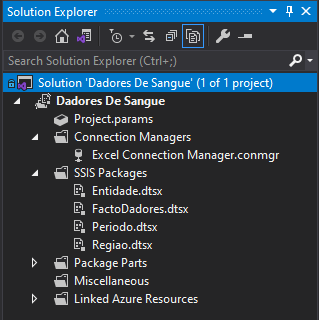 Solution Explorer
Search Solution Explorer (Ctrl+;)
Solution 'Dadores De Sangue' (1 of 1 project)
Dadores De Sangue
Project.params
Connection Managers
Excel Connection Manager.conmgr
SSIS Packages
Entidade.dtsx
FactoDadores.dtsx
Periodo.dtsx
Regiao.dtsx
Package Parts
Miscellaneous
Linked Azure Resources